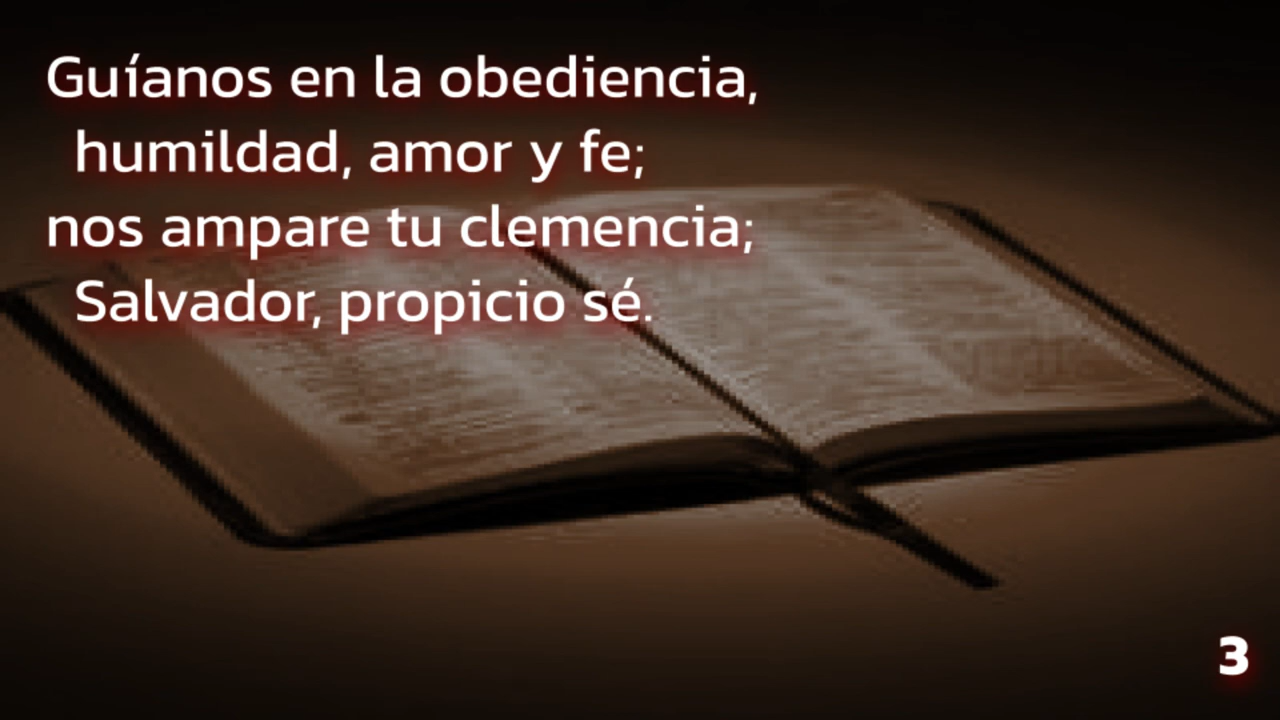 Guíanos en la obediencia,
humildad, amor y fe;
nos ampare tu clemencia;
Salvador, propicio sé.
3